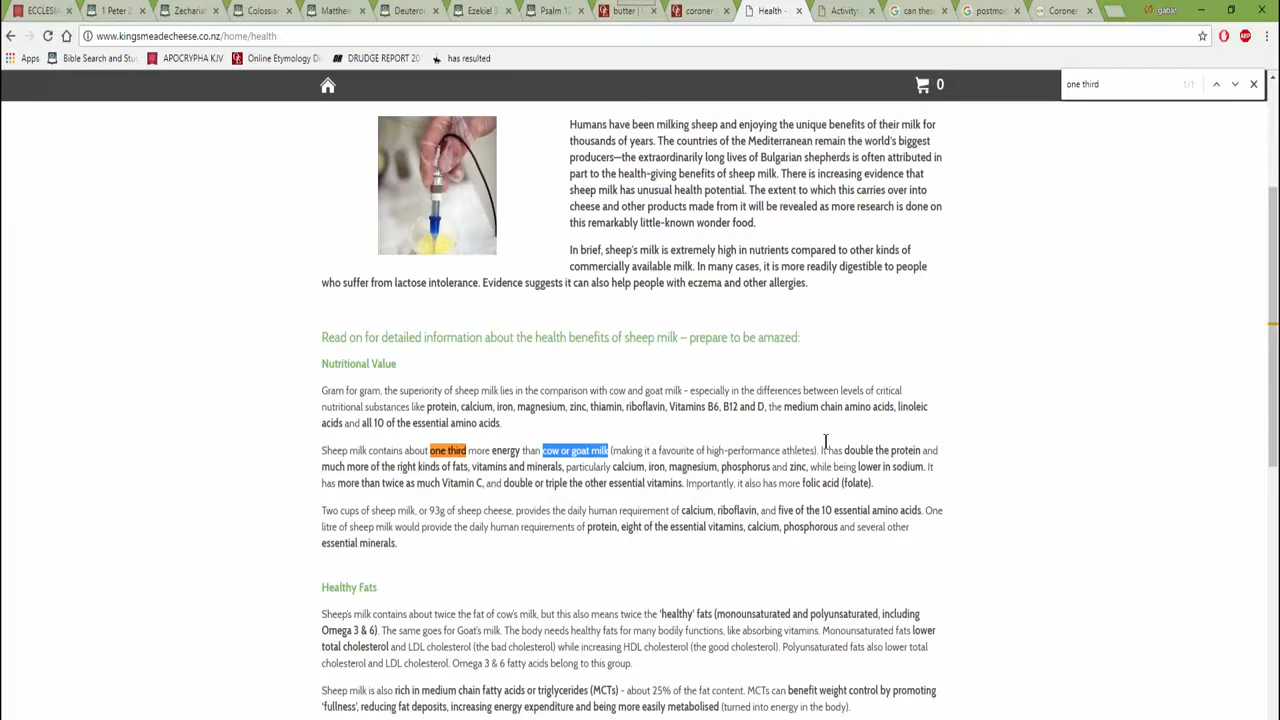 ECCLESI
1 Peter 2
Zechari
Colossia
Matthew
Deutero
Ezekiel 3
Psalm 12
butter |
coroner
Health -
Activity:
can these
postmo
Coroner
gabar
www.kingsmeadecheese.co.nz/home/health
Apps
Bible Search and Stu
APOCRYPHA KJV
Online Etymology Di
DRUDGE REPORT 20
has resulted
0
one third
1/1
Humans have been milking sheep and enjoying the unique benefits of their milk for
thousands of years. The countries of the Mediterranean remain the world's biggest
producers—the extraordinarily long lives of Bulgarian shepherds is often attributed in
part to the health-giving benefits of sheep milk. There is increasing evidence that
sheep milk has unusual health potential. The extent to which this carries over into
cheese and other products made from it will be revealed as more research is done on
this remarkably little-known wonder food.
In brief, sheep's milk is extremely high in nutrients compared to other kinds of
commercially available milk. In many cases, it is more readily digestible to people
who suffer from lactose intolerance. Evidence suggests it can also help people with eczema and other allergies.
Read on for detailed information about the health benefits of sheep milk – prepare to be amazed:
Nutritional Value
Gram for gram, the superiority of sheep milk lies in the comparison with cow and goat milk - especially in the differences between levels of critical
nutritional substances like protein, calcium, iron, magnesium, zinc, thiamin, riboflavin, Vitamins B6, B12 and D, the medium chain amino acids, linoleic
acids and all 10 of the essential amino acids.
Sheep milk contains about one third more energy than cow or goat milk (making it a favourite of high-performance athletes). It has double the protein and
much more of the right kinds of fats, vitamins and minerals, particularly calcium, iron, magnesium, phosphorus and zinc, while being lower in sodium. It
has more than twice as much Vitamin C, and double or triple the other essential vitamins. Importantly, it also has more folic acid (folate).
Two cups of sheep milk, or 93g of sheep cheese, provides the daily human requirement of calcium, riboflavin, and five of the 10 essential amino acids. One
litre of sheep milk would provide the daily human requirements of protein, eight of the essential vitamins, calcium, phosphorous and several other
essential minerals.
Healthy Fats
Sheep's milk contains about twice the fat of cow's milk, but this also means twice the 'healthy' fats (monounsaturated and polyunsaturated, including
Omega 3 & 6). The same goes for Goat's milk. The body needs healthy fats for many bodily functions, like absorbing vitamins. Monounsaturated fats lower
total cholesterol and LDL cholesterol (the bad cholesterol) while increasing HDL cholesterol (the good cholesterol). Polyunsaturated fats also lower total
cholesterol and LDL cholesterol. Omega 3 & 6 fatty acids belong to this group.
Sheep milk is also rich in medium chain fatty acids or triglycerides (MCTs) - about 25% of the fat content. MCTs can benefit weight control by promoting
'fullness', reducing fat deposits, increasing energy expenditure and being more easily metabolised (turned into energy in the body).